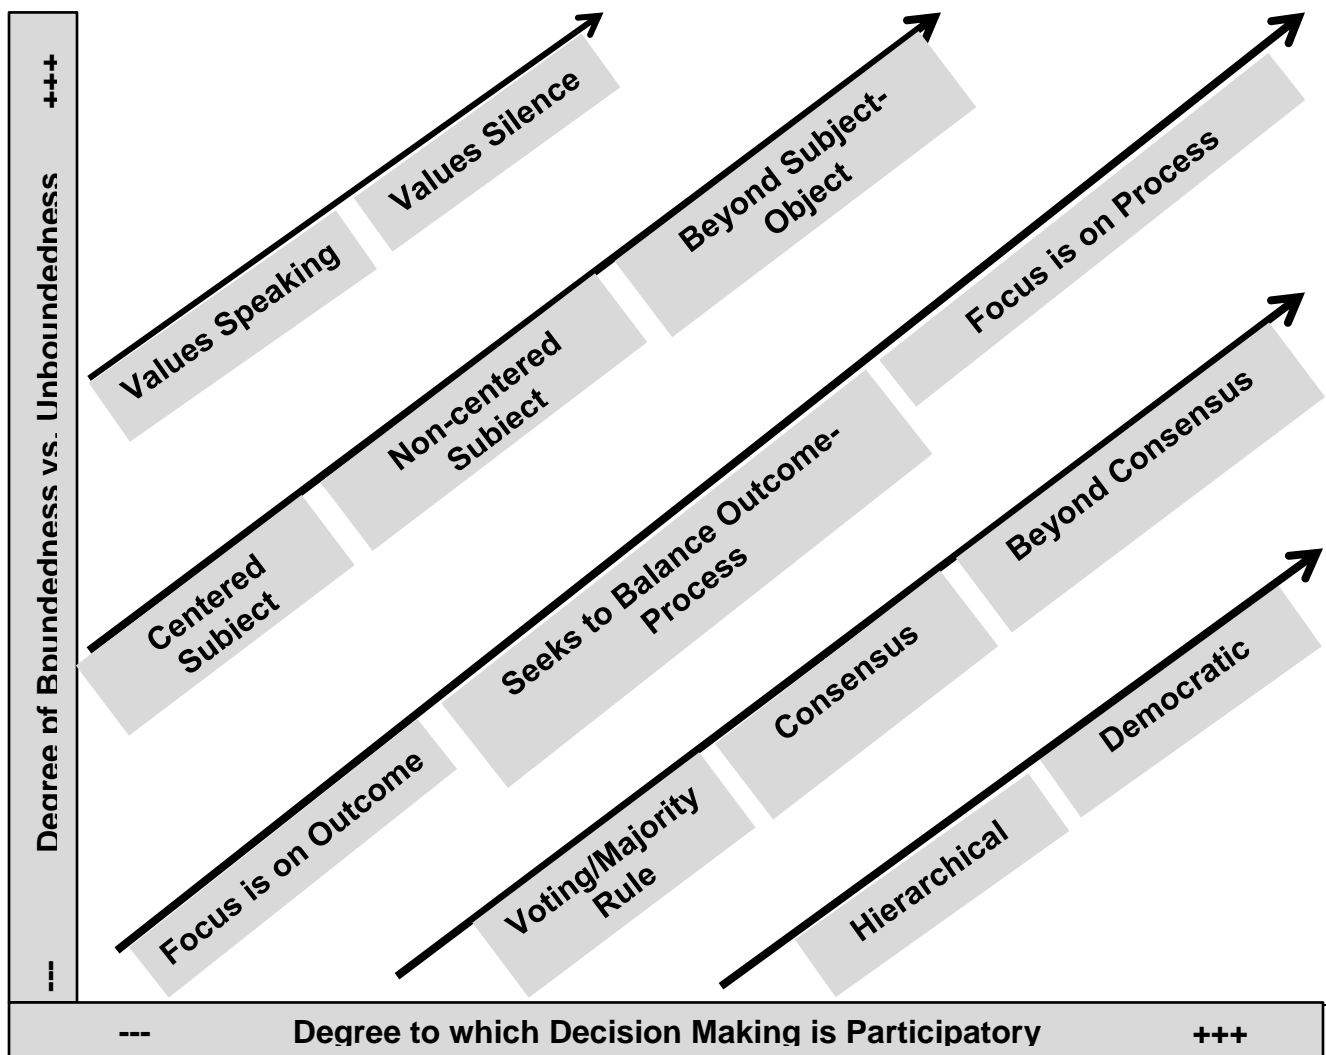 +++
Degree of Boundedness vs. Unboundedness
---
Values Speaking
Values Silence
Centered
Subject
Non-centered
Subject
Beyond Subject-
Object
Focus is on Outcome
Seeks to Balance Outcome-
Process
Focus is on Process
Voting/Majority
Rule
Consensus
Beyond Consensus
Hierarchical
Democratic
--- Degree to which Decision Making is Participatory +++